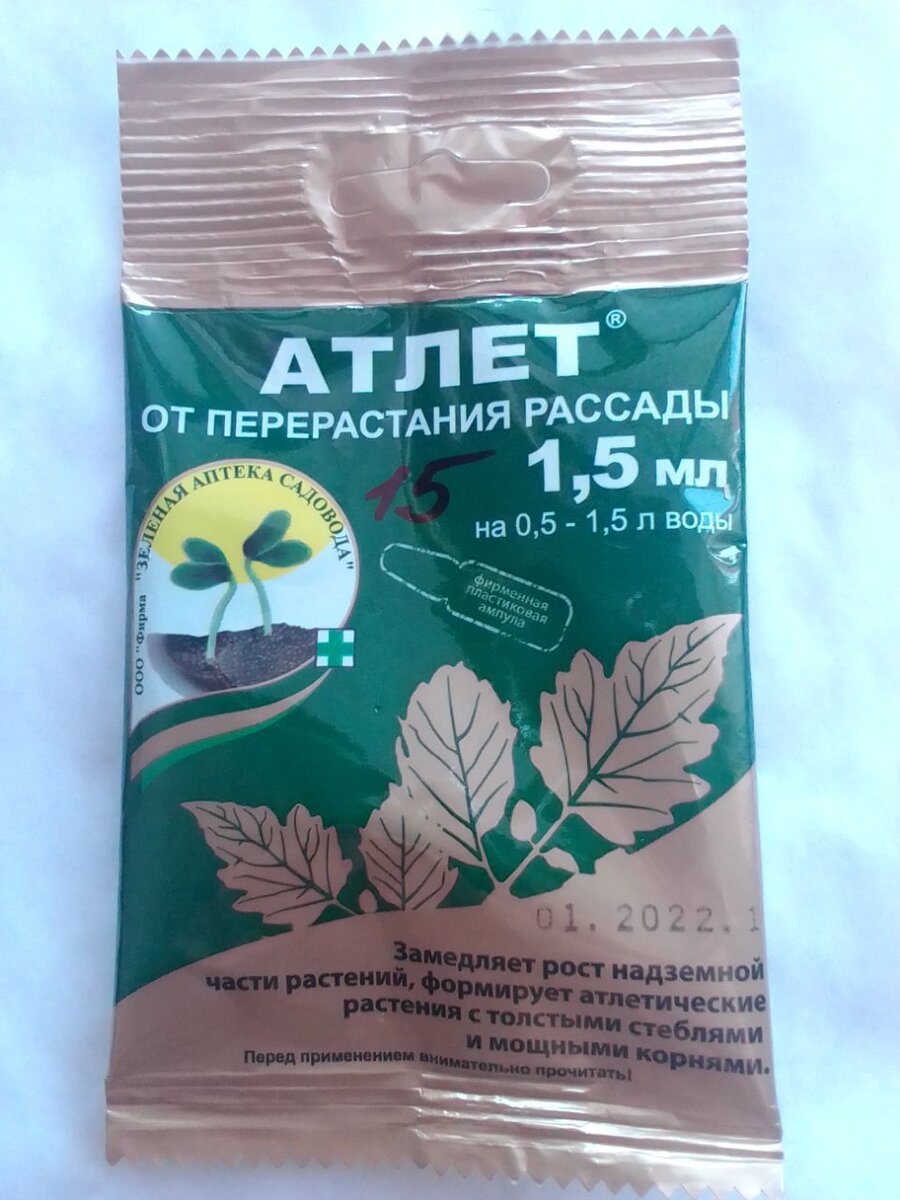 АТЛЕТ®
ОТ ПЕРЕРАСТАНИЯ РАССАДЫ
15
1,5 мл
на 0,5 - 1,5 л воды
ООО "Фирма "ЗЕЛЕНАЯ АПТЕКА САДОВОДА"
фирменная
пластиковая
ампула
01.2022.1
Замедляет рост надземной
части растений, формирует атлетические
растения с толстыми стеблями
и мощными корнями.
Перед применением внимательно прочитать!